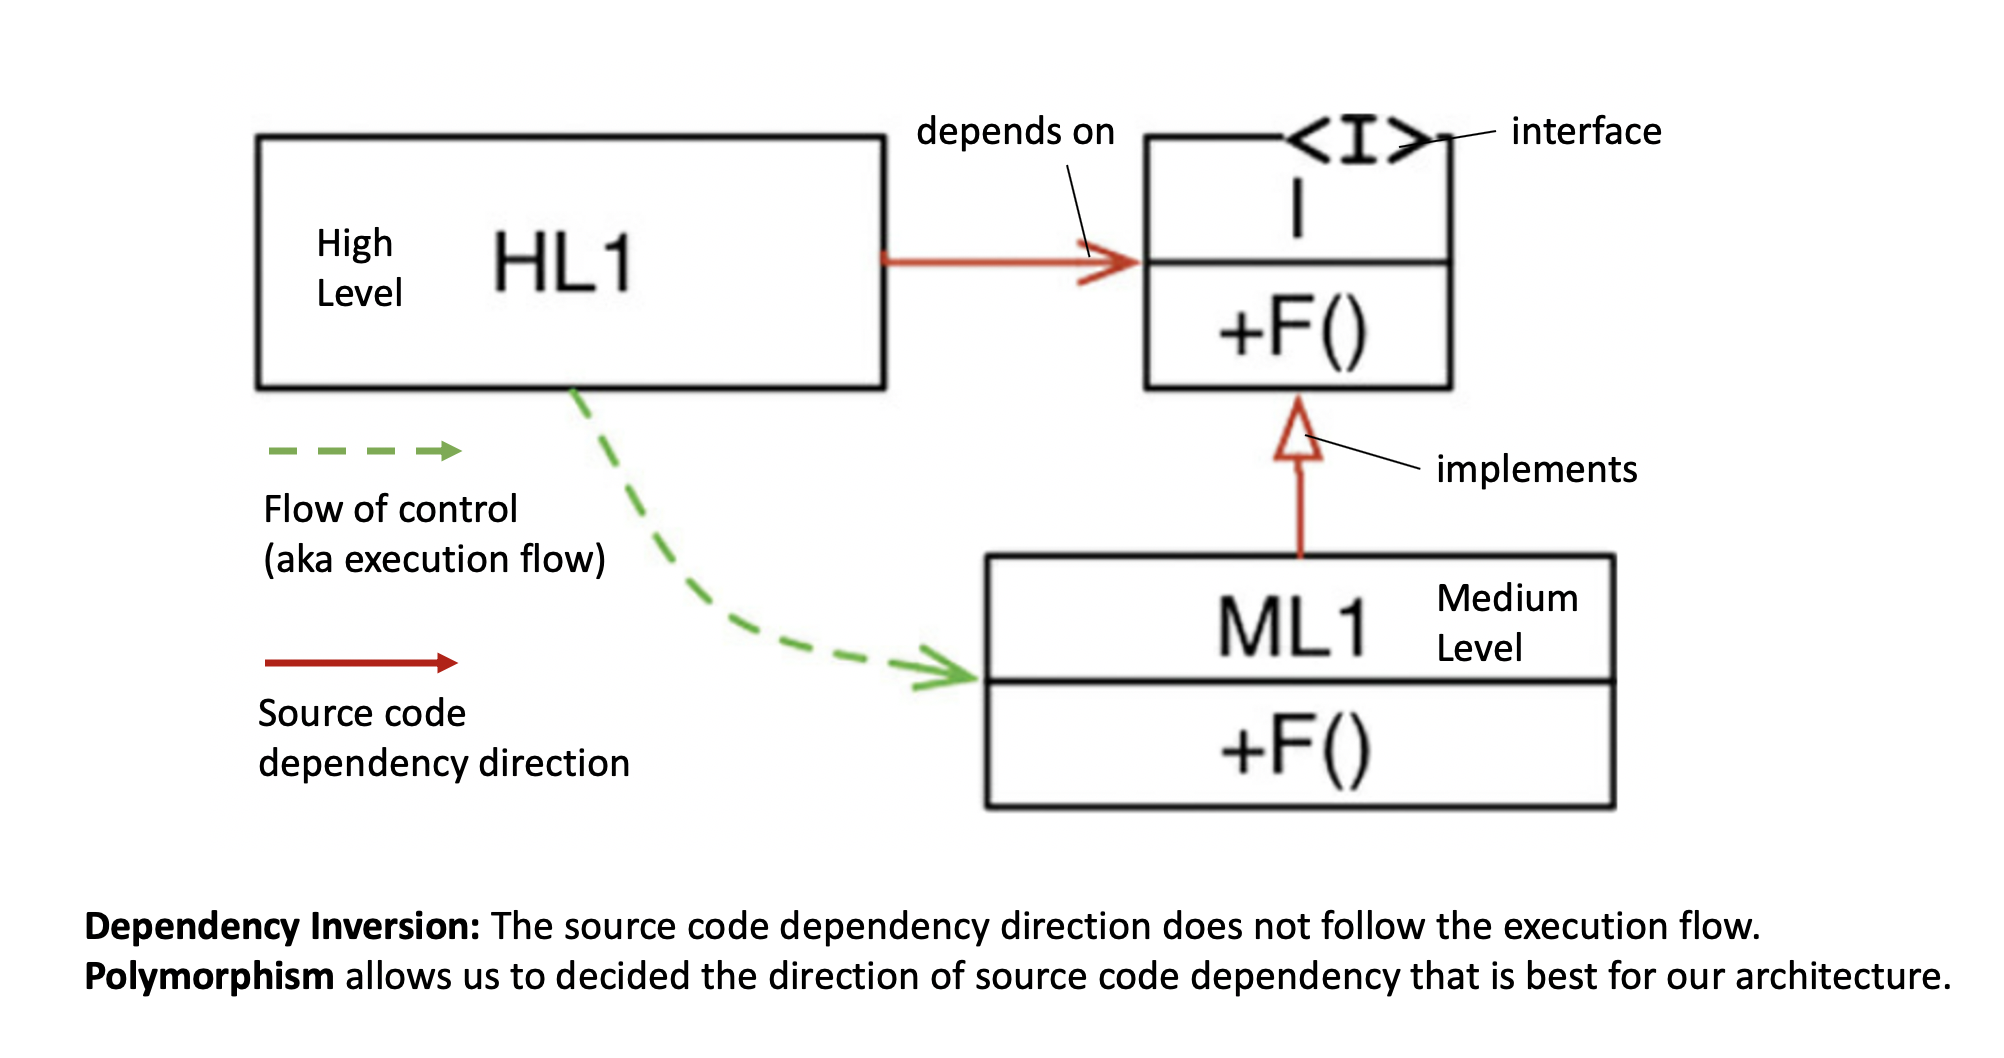 depends on
<I>
interface
High
Level
HL1
I
+F()
Flow of control
(aka execution flow)
implements
ML1
Medium
Level
Source code
dependency direction
+F()
Dependency Inversion: The source code dependency direction does not follow the execution flow.
Polymorphism allows us to decided the direction of source code dependency that is best for our architecture.